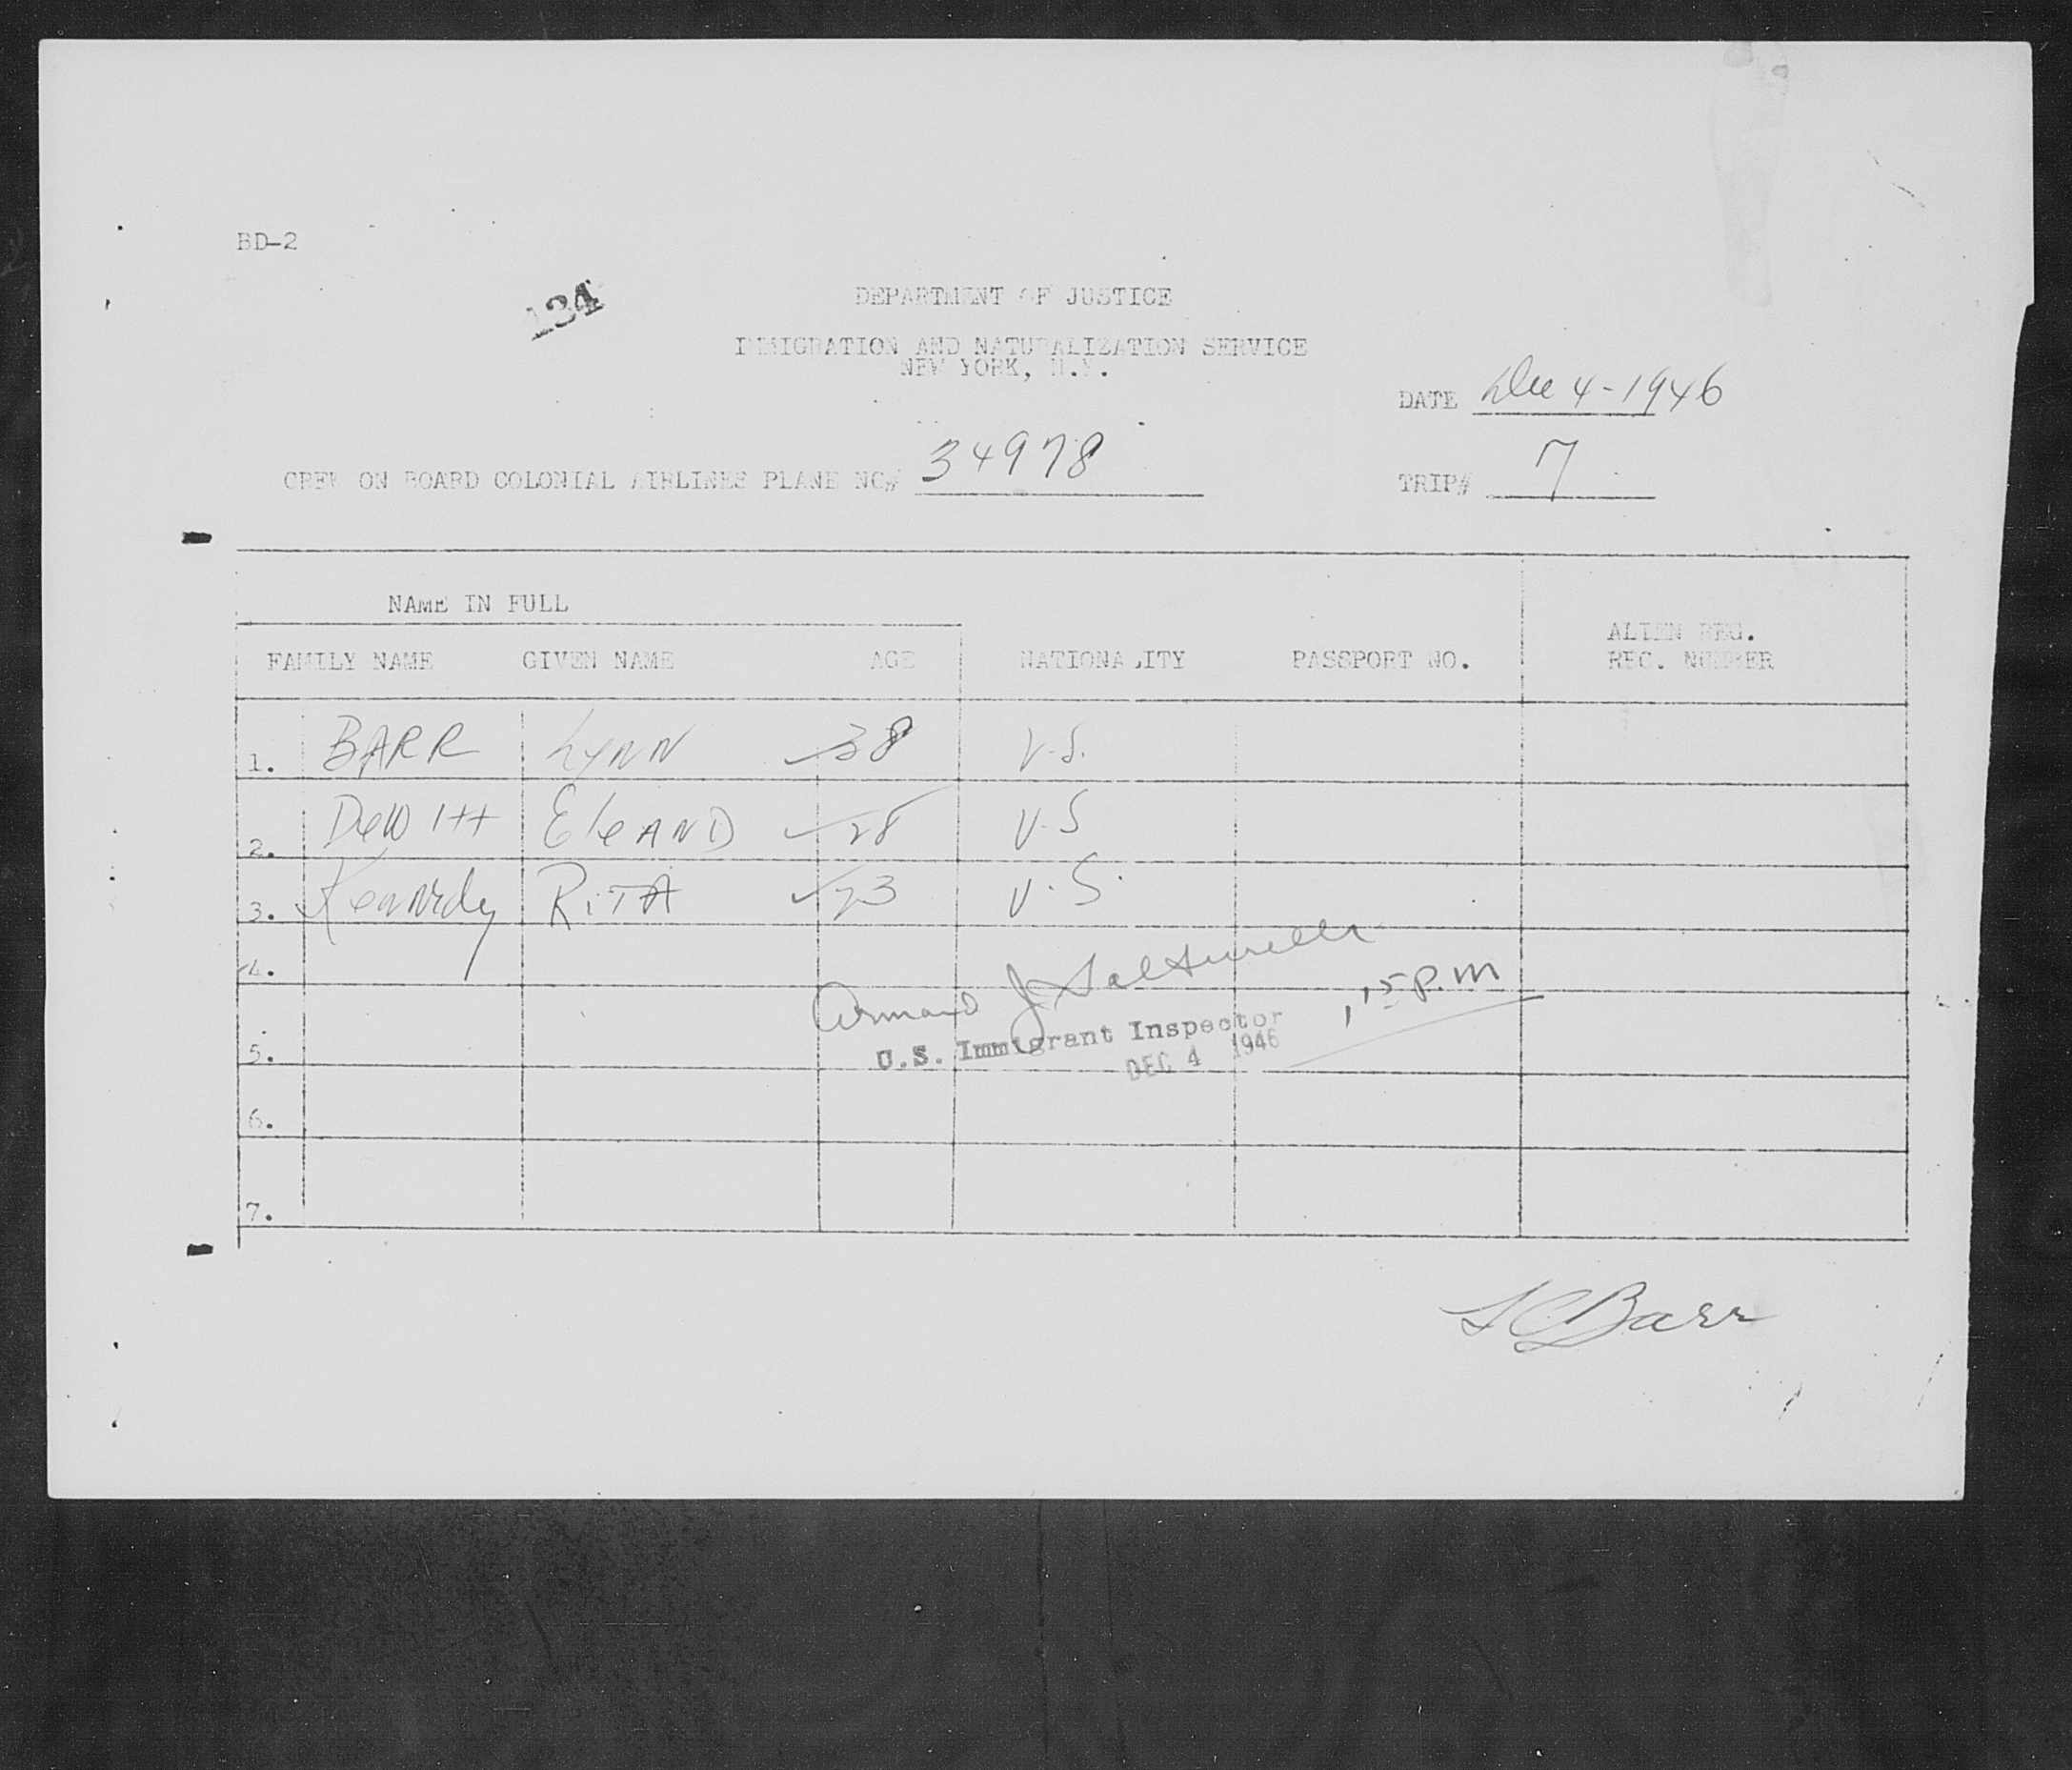 BD-2
134
DEPARTMENT OF JUSTICE
IMMIGRATION AND NATURALIZATION SERVICE
NEW YORK, N.Y.
DATE Dec 4-1946
CREW ON BOARD COLONIAL AIRLINES PLANE NO# 34978 TRIP# 7
NAME IN FULL
FAMILY NAME GIVEN NAME AGE NATIONALITY PASSPORT NO. ALIEN REG. REC. NUMBER
1. BARR LYNN 38 U.S.
2. DeWitt EleAND 28 U.S
3. Kennedy RiTA 23 U.S.
4.
Armand J.
1,15 P.M
U.S. Immigrant Inspector
DEC 4 1946
5.
6.
7.
L C Barr